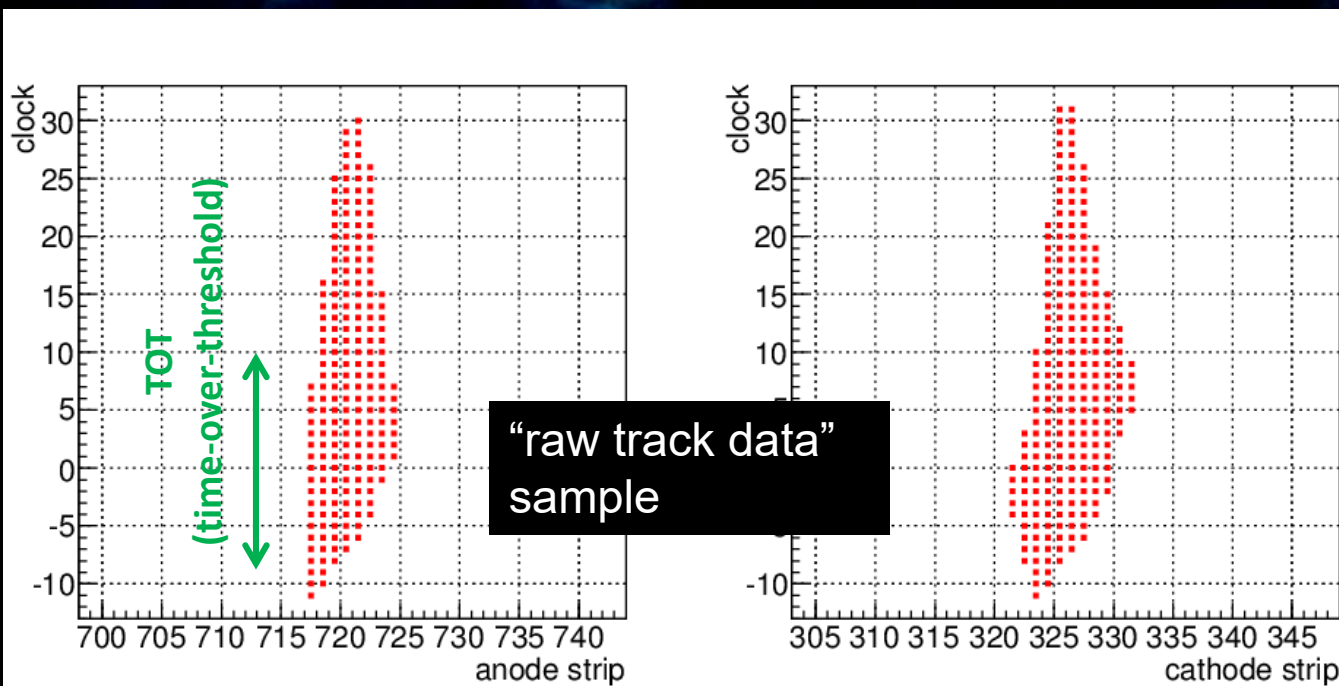 clock
30
25
20
15
10
5
0
-5
-10
700 705 710 715 720 725 730 735 740
anode strip
TOT
(time-over-threshold)
“raw track data”
sample
clock
30
25
20
15
10
305 310 315 320 325 330 335 340 345
cathode strip
-10